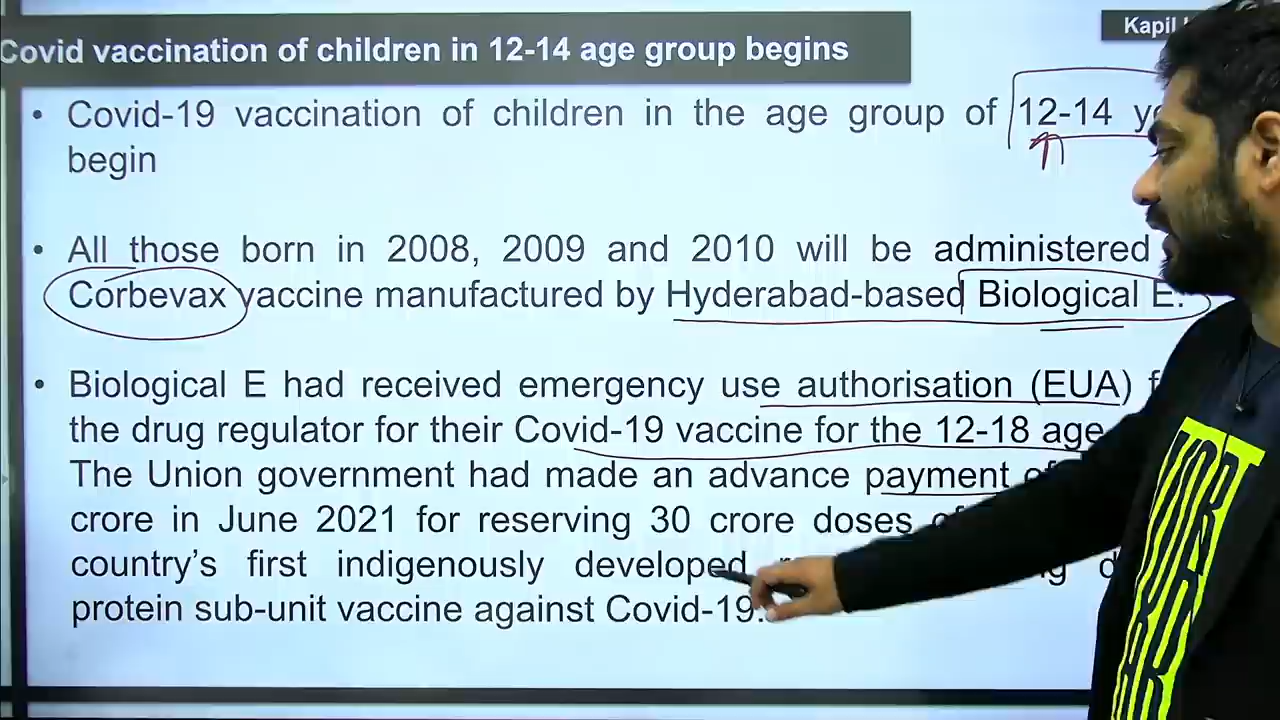 Kapil
Covid vaccination of children in 12-14 age group begins
• Covid-19 vaccination of children in the age group of 12-14
begin
• All those born in 2008, 2009 and 2010 will be administered
Corbevax vaccine manufactured by Hyderabad-based Biological E.
• Biological E had received emergency use authorisation (EUA)
the drug regulator for their Covid-19 vaccine for the 12-18 age
The Union government had made an advance payment
crore in June 2021 for reserving 30 crore doses
country's first indigenously developed
protein sub-unit vaccine against Covid-19.